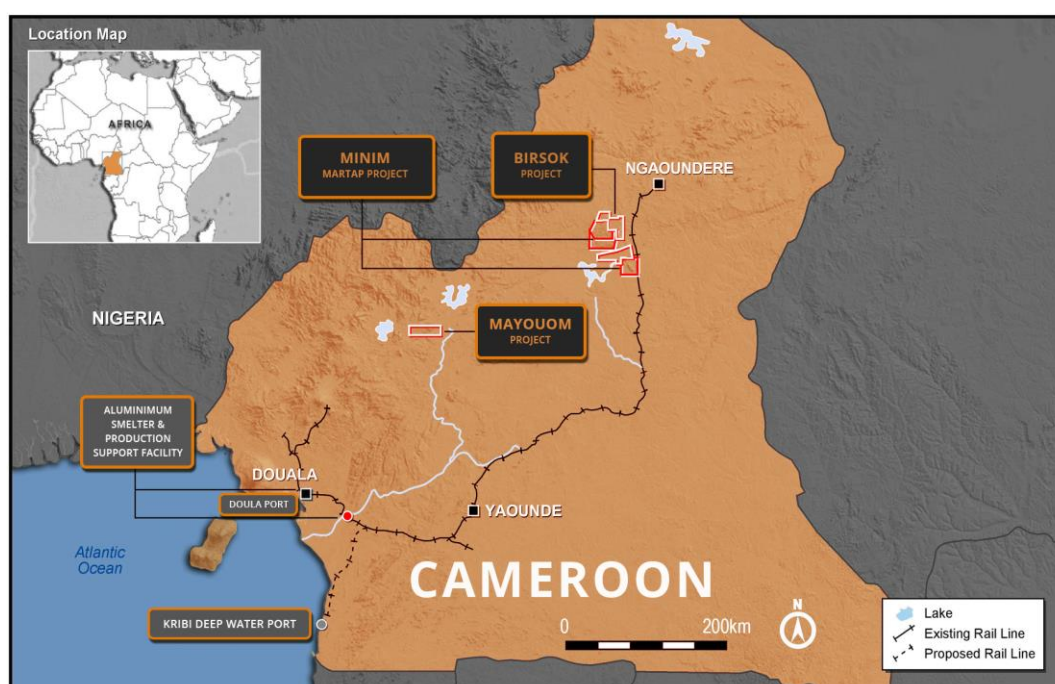 Location Map
AFRICA
MINIM
MARTAP PROJECT
BIRSOK
PROJECT
NGAOUNDERE
NIGERIA
MAYOUOM
PROJECT
ALUMINIMUM
SMELTER &
PRODUCTION
SUPPORT FACILITY
DOUALA
DOULA PORT
YAOUNDE
Atlantic
Ocean
CAMEROON
KRIBI DEEP WATER PORT
0 200km
N
Lake
Existing Rail Line
Proposed Rail Line